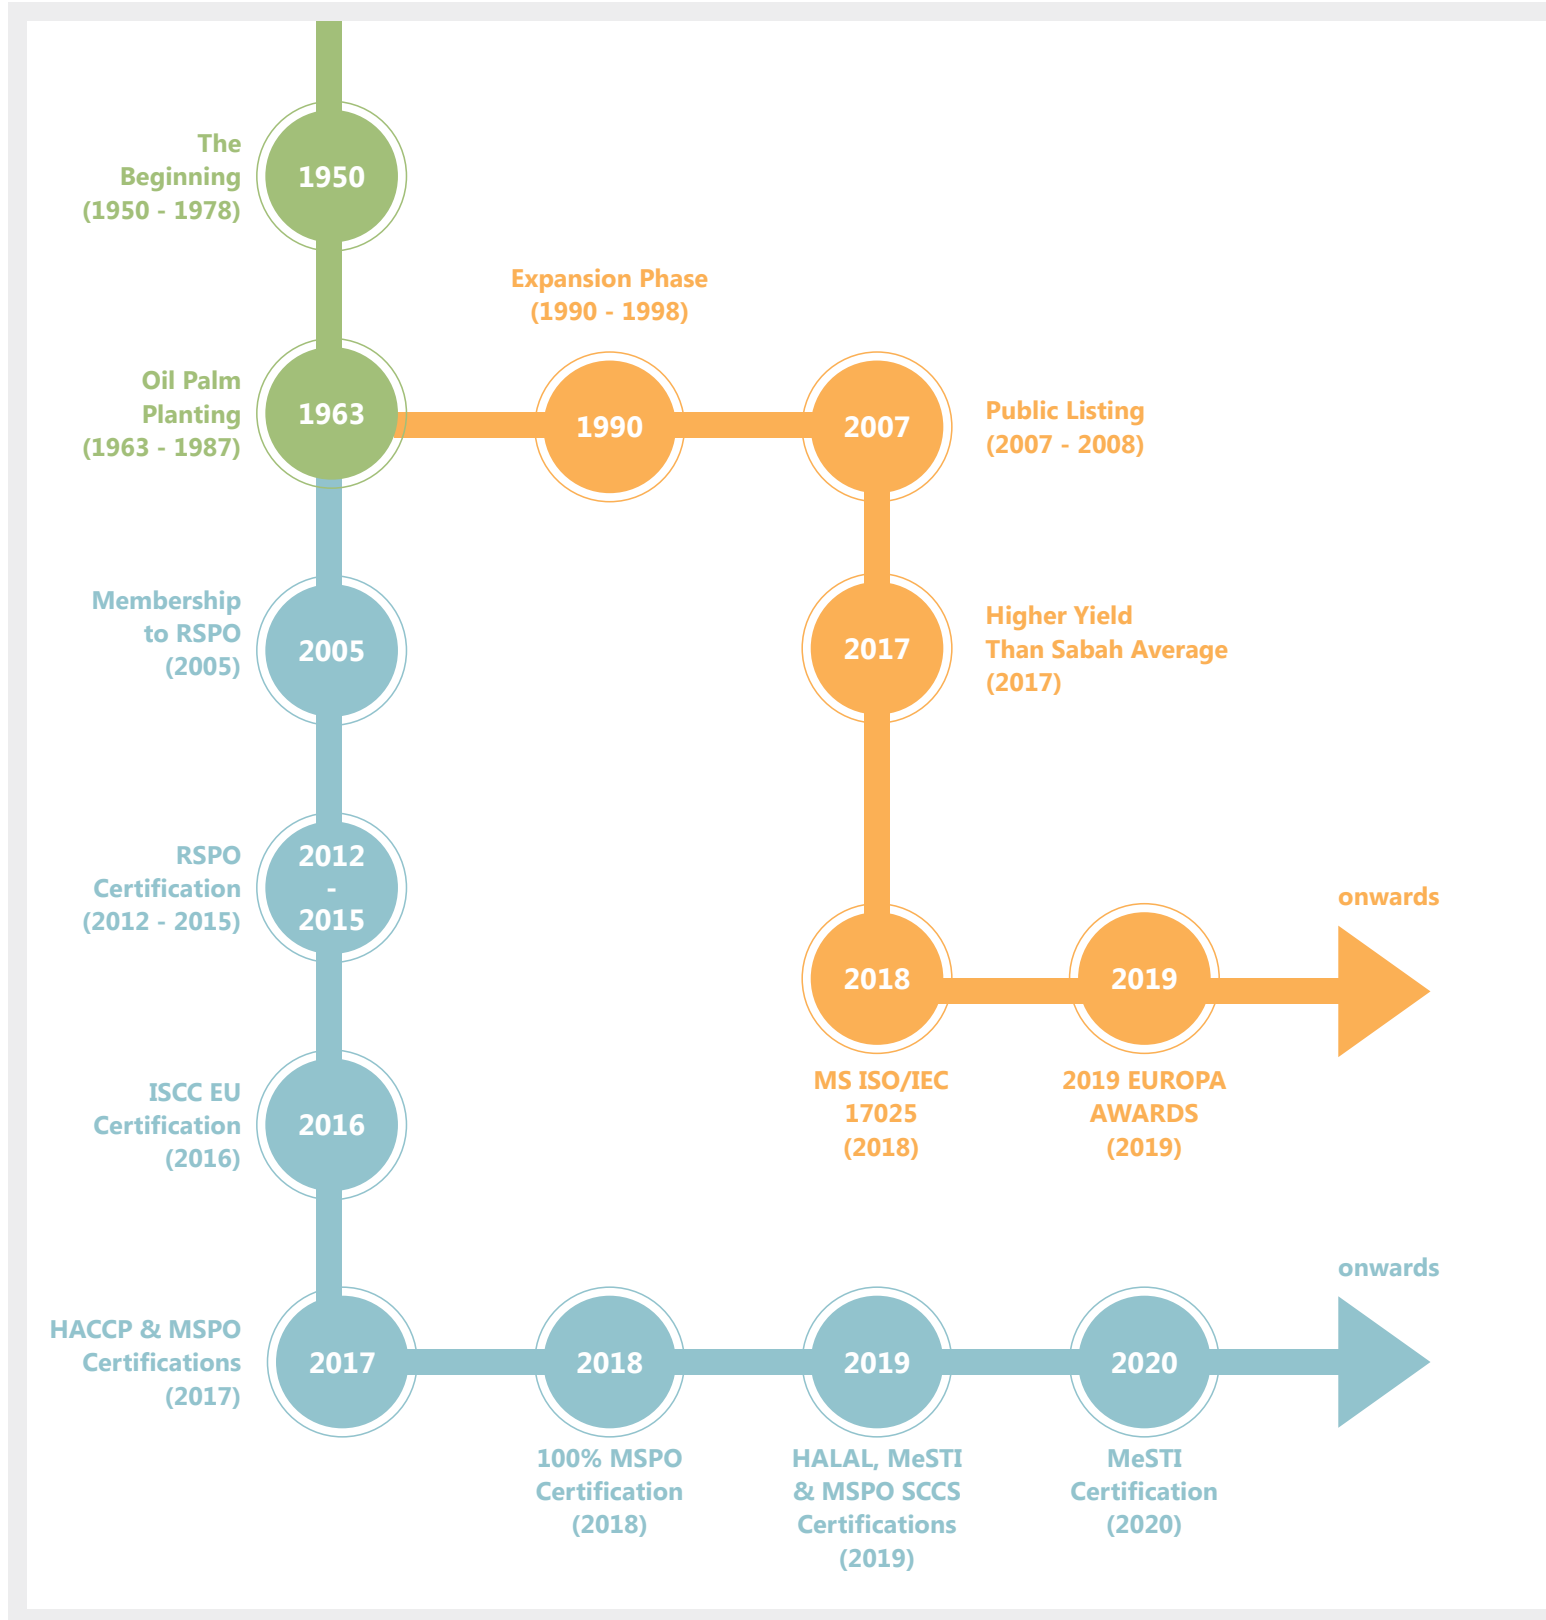 The
Beginning
(1950 - 1978)
1950
Expansion Phase
(1990 - 1998)
Oil Palm
Planting
(1963 - 1987)
1963
1990
2007
Public Listing
(2007 - 2008)
Membership
to RSPO
(2005)
2005
2017
Higher Yield
Than Sabah Average
(2017)
RSPO
Certification
(2012 - 2015)
2012
-
2015
onwards
2018
2019
MS ISO/IEC
17025
(2018)
2019 EUROPA
AWARDS
(2019)
ISCC EU
Certification
(2016)
2016
onwards
HACCP & MSPO
Certifications
(2017)
2017
2018
2019
2020
100% MSPO
Certification
(2018)
HALAL, MeSTI
& MSPO SCCS
Certifications
(2019)
MeSTI
Certification
(2020)